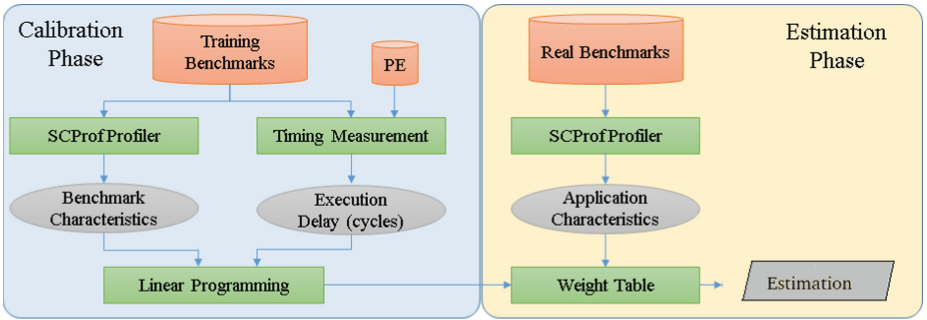 Calibration
Phase
Training
Benchmarks
PE
SCProf Profiler
Timing Measurement
Benchmark
Characteristics
Execution
Delay (cycles)
Linear Programming
Real Benchmarks
Estimation
Phase
SCProf Profiler
Application
Characteristics
Weight Table
Estimation